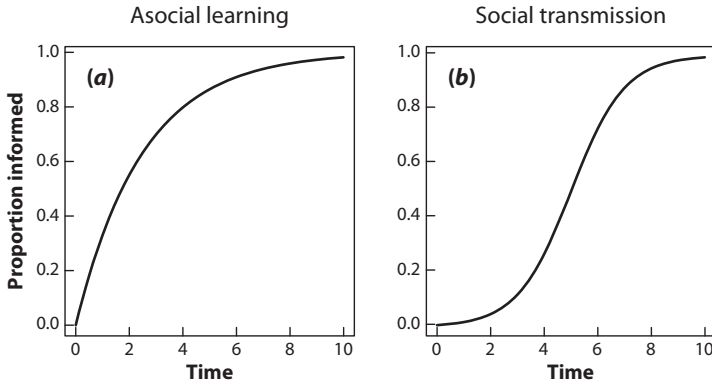 Asocial learning
Social transmission
(a)
(b)
Proportion informed
1.0
0.8
0.6
0.4
0.2
0.0
0 2 4 6 8 10
Time
1.0
0.8
0.6
0.4
0.2
0.0
0 2 4 6 8 10
Time